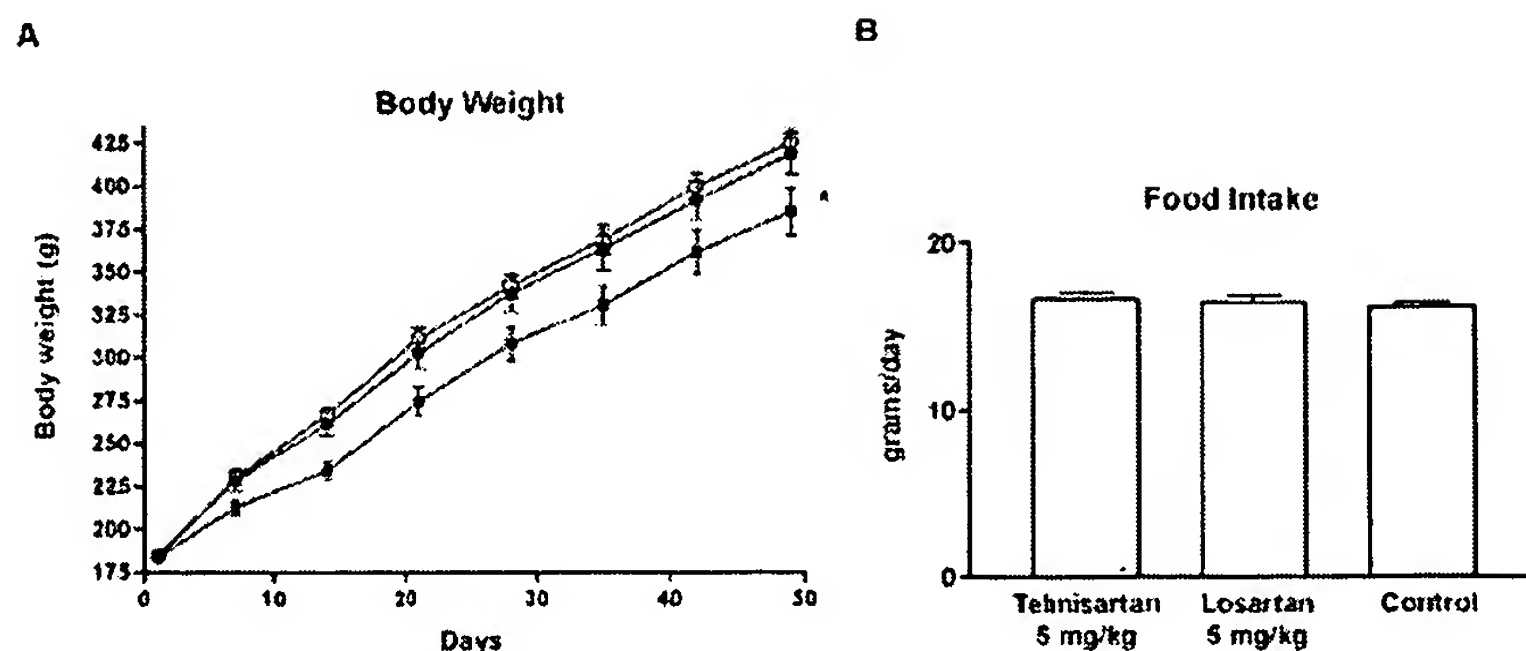 A
Body Weight
425
400
375
350
325
300
275
250
225
200
175
Body weight (g)
0 10 20 30 40 50
Days
*
B
Food Intake
20
10
0
grams/day
Telmisartan
5 mg/kg
Losartan
5 mg/kg
Control